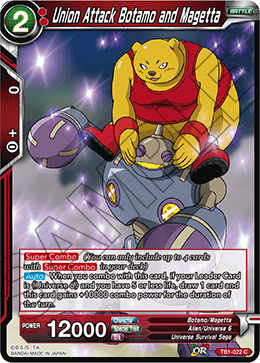 2
Union Attack Botamo and Magetta
BATTLE
0 + 0
Super Combo (You can only include up to 4 cards
with Super Combo in your deck)
Auto When you combo with this card, if your Leader Card
is ‹Universe 6› and you have 5 or less life, draw 1 card and
this card gains +10000 combo power for the duration of
the turn.
POWER 12000
Character Botamo/Magetta
Special Trait Alien/Universe 6
Era Universe Survival Saga
BANDAI MADE IN JAPAN
TB1-022 C